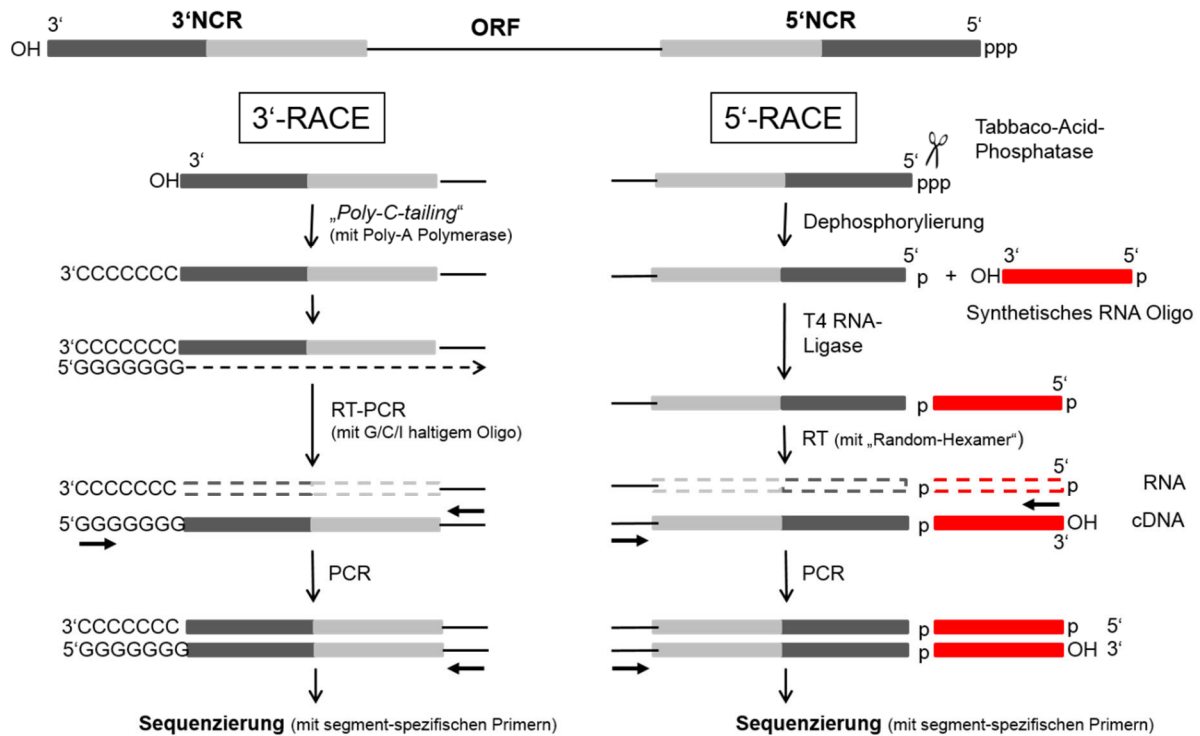 3‘ 3‘NCR ORF 5‘NCR 5‘
OH ppp
3‘-RACE
3‘
OH
„Poly-C-tailing“
(mit Poly-A Polymerase)
3‘CCCCCCC
3‘CCCCCCC
5‘GGGGGGG
RT-PCR
(mit G/C/I haltigem Oligo)
3‘CCCCCCC
5‘GGGGGGG
PCR
3‘CCCCCCC
5‘GGGGGGG
Sequenzierung (mit segment-spezifischen Primern)
5‘-RACE
Tabbaco-Acid-
Phosphatase
5‘
ppp
Dephosphorylierung
5‘ 3‘ 5‘
p + OH p
Synthetisches RNA Oligo
T4 RNA-
Ligase
5‘
p p
RT (mit „Random-Hexamer“)
5‘
p p RNA
p OH cDNA
3‘
PCR
p p 5‘
p OH 3‘
Sequenzierung (mit segment-spezifischen Primern)